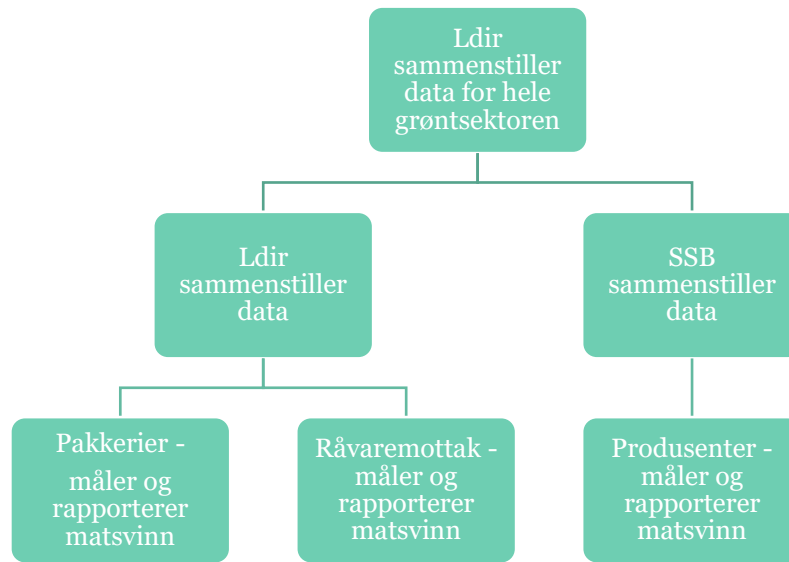 Ldir
sammenstiller
data for hele
grøntsektoren
Ldir
sammenstiller
data
SSB
sammenstiller
data
Pakkerier -
måler og
rapporterer
matsvinn
Råvaremottak -
måler og
rapporterer
matsvinn
Produsenter -
måler og
rapporterer
matsvinn